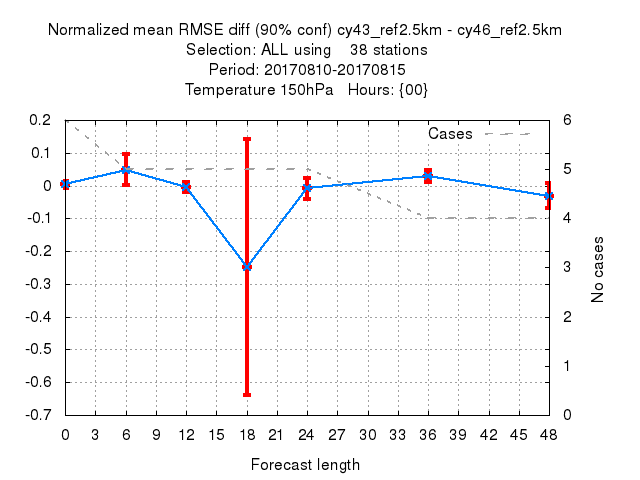 Normalized mean RMSE diff (90% conf) cy43_ref2.5km - cy46_ref2.5km
Selection: ALL using    38 stations
Period: 20170810-20170815
Temperature 150hPa   Hours: {00}
Cases
0.2
0.1
0
-0.1
-0.2
-0.3
-0.4
-0.5
-0.6
-0.7
6
5
4
3
2
1
0
No cases
0 3 6 9 12 15 18 21 24 27 30 33 36 39 42 45 48
Forecast length